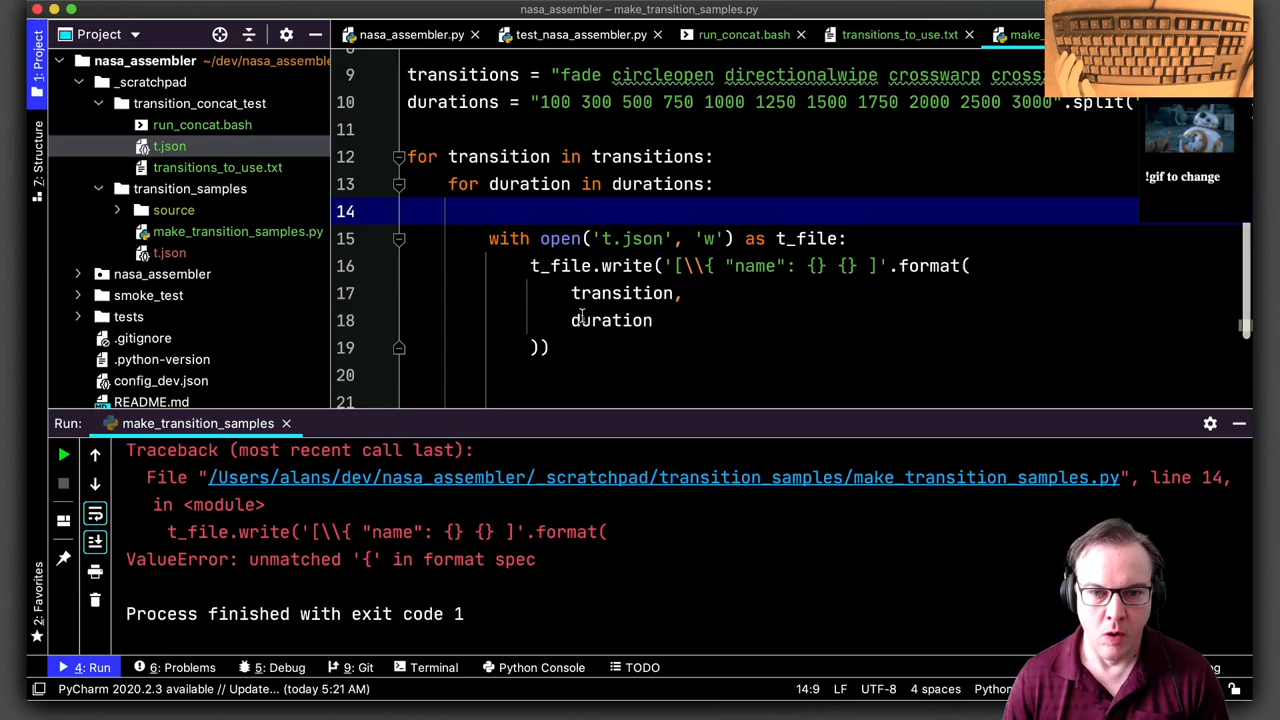 nasa_assembler – make_transition_samples.py
Project
nasa_assembler.py
test_nasa_assembler.py
run_concat.bash
transitions_to_use.txt
make_
1: Project
7: Structure
2: Favorites
nasa_assembler ~/dev/nasa_assemble
_scratchpad
transition_concat_test
run_concat.bash
t.json
transitions_to_use.txt
transition_samples
source
make_transition_samples.py
t.json
nasa_assembler
smoke_test
tests
.gitignore
.python-version
config_dev.json
README.md
9 transitions = "fade circleopen directionalwipe crosswarp cross
10 durations = "100 300 500 750 1000 1250 1500 1750 2000 2500 3000".split(
11
12 for transition in transitions:
13 for duration in durations:
14
15 with open('t.json', 'w') as t_file:
16 t_file.write('[\\{ "name": {} {} ]'.format(
17 transition,
18 duration
19 ))
20
21
!gif to change
Run: make_transition_samples
Traceback (most recent call last):
File "/Users/alans/dev/nasa_assembler/_scratchpad/transition_samples/make_transition_samples.py", line 14,
in <module>
t_file.write('[\\{ "name": {} {} ]'.format(
ValueError: unmatched '{' in format spec
Process finished with exit code 1
4: Run
6: Problems
5: Debug
9: Git
Terminal
Python Console
TODO
PyCharm 2020.2.3 available // Update... (today 5:21 AM)
14:9 LF UTF-8 4 spaces Python